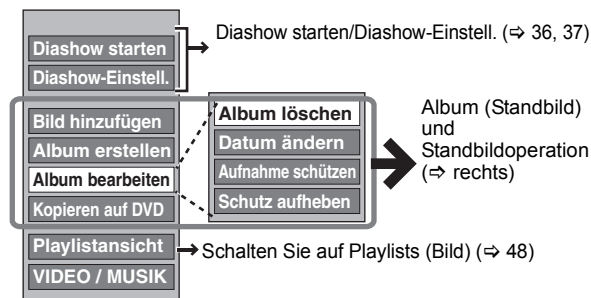 Diashow starten
Diashow-Einstell.
Diashow starten/Diashow-Einstell. (⇨ 36, 37)
Bild hinzufügen
Album erstellen
Album bearbeiten
Kopieren auf DVD
Album löschen
Datum ändern
Aufnahme schützen
Schutz aufheben
Album (Standbild)
und
Standbildoperation
(⇨ rechts)
Playlistansicht
VIDEO / MUSIK
Schalten Sie auf Playlists (Bild) (⇨ 48)